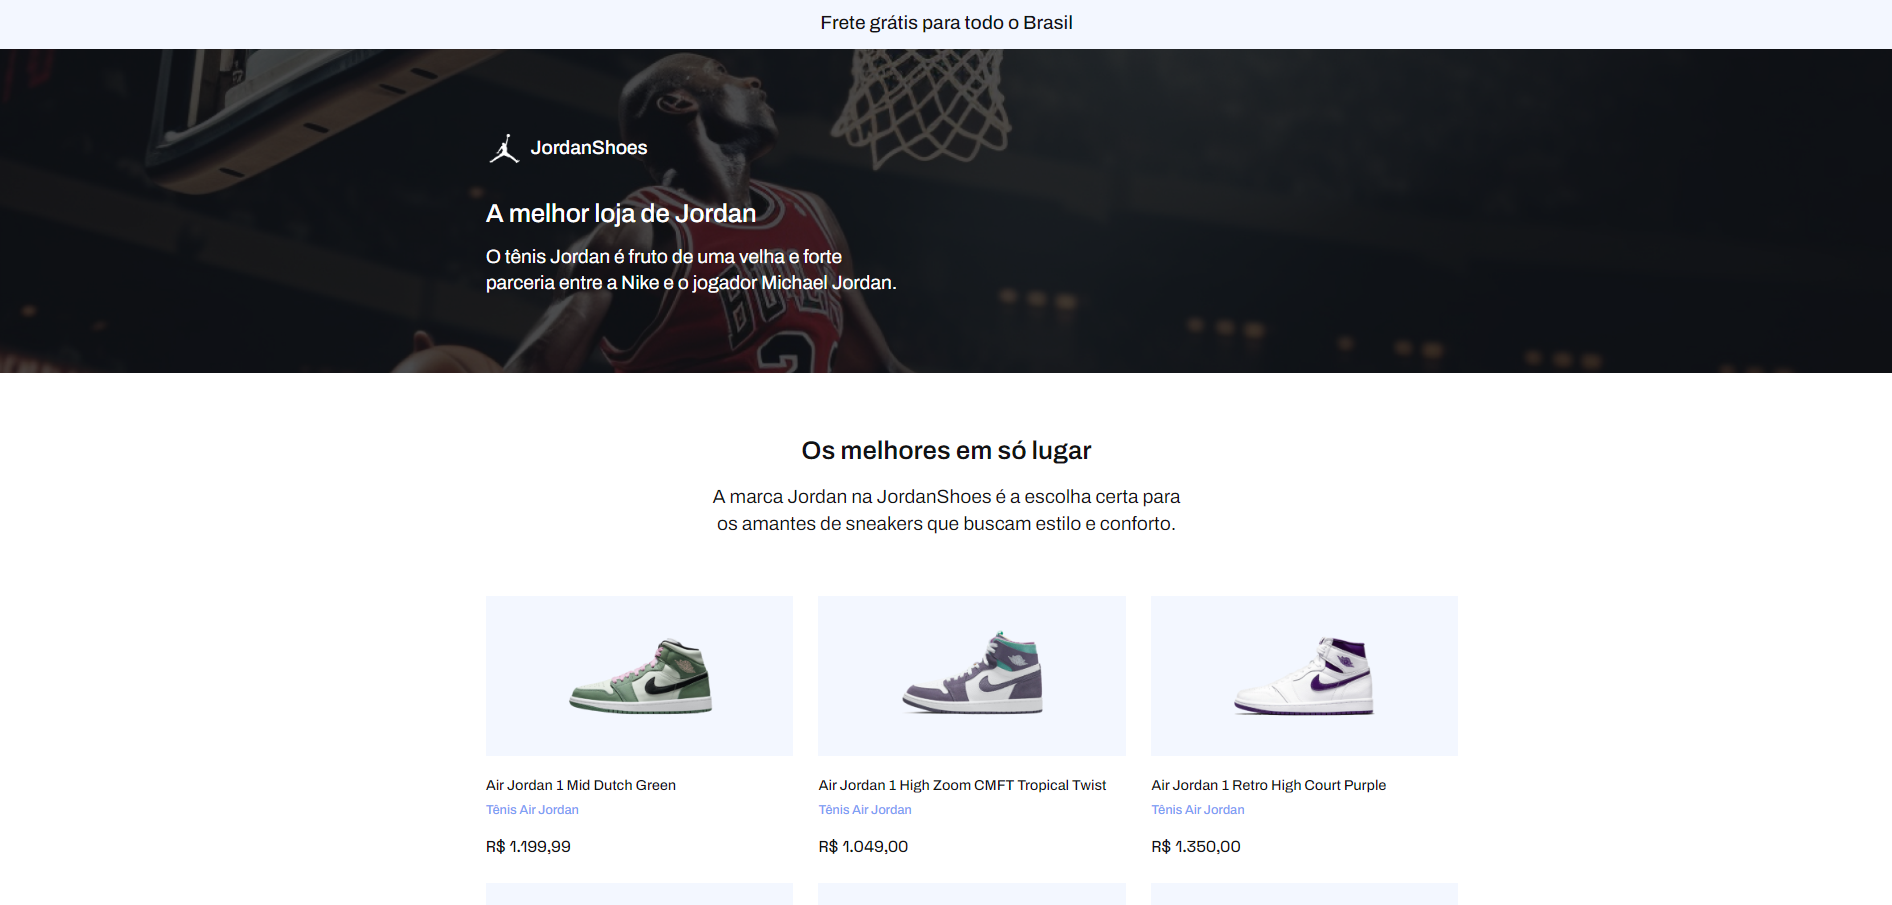 Frete grátis para todo o Brasil
JordanShoes
A melhor loja de Jordan
O tênis Jordan é fruto de uma velha e forte
parceria entre a Nike e o jogador Michael Jordan.
BULLS
2
Os melhores em só lugar
A marca Jordan na JordanShoes é a escolha certa para
os amantes de sneakers que buscam estilo e conforto.
Air Jordan 1 Mid Dutch Green
Tênis Air Jordan
R$ 1.199,99
Air Jordan 1 High Zoom CMFT Tropical Twist
Tênis Air Jordan
R$ 1.049,00
Air Jordan 1 Retro High Court Purple
Tênis Air Jordan
R$ 1.350,00